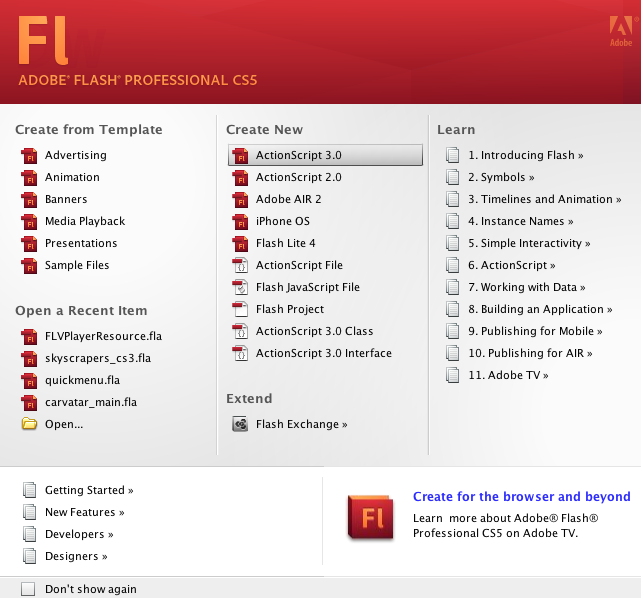 Fl
Adobe
ADOBE® FLASH® PROFESSIONAL CS5
Create from Template
Advertising
Animation
Banners
Media Playback
Presentations
Sample Files
Open a Recent Item
FLVPlayerResource.fla
skyscrapers_cs3.fla
quickmenu.fla
carvatar_main.fla
Open...
Create New
ActionScript 3.0
ActionScript 2.0
Adobe AIR 2
iPhone OS
Flash Lite 4
ActionScript File
Flash JavaScript File
Flash Project
ActionScript 3.0 Class
ActionScript 3.0 Interface
Extend
Flash Exchange »
Learn
1. Introducing Flash »
2. Symbols »
3. Timelines and Animation »
4. Instance Names »
5. Simple Interactivity »
6. ActionScript »
7. Working with Data »
8. Building an Application »
9. Publishing for Mobile »
10. Publishing for AIR »
11. Adobe TV »
Getting Started »
New Features »
Developers »
Designers »
Fl
Create for the browser and beyond
Learn more about Adobe® Flash®
Professional CS5 on Adobe TV.
Don't show again